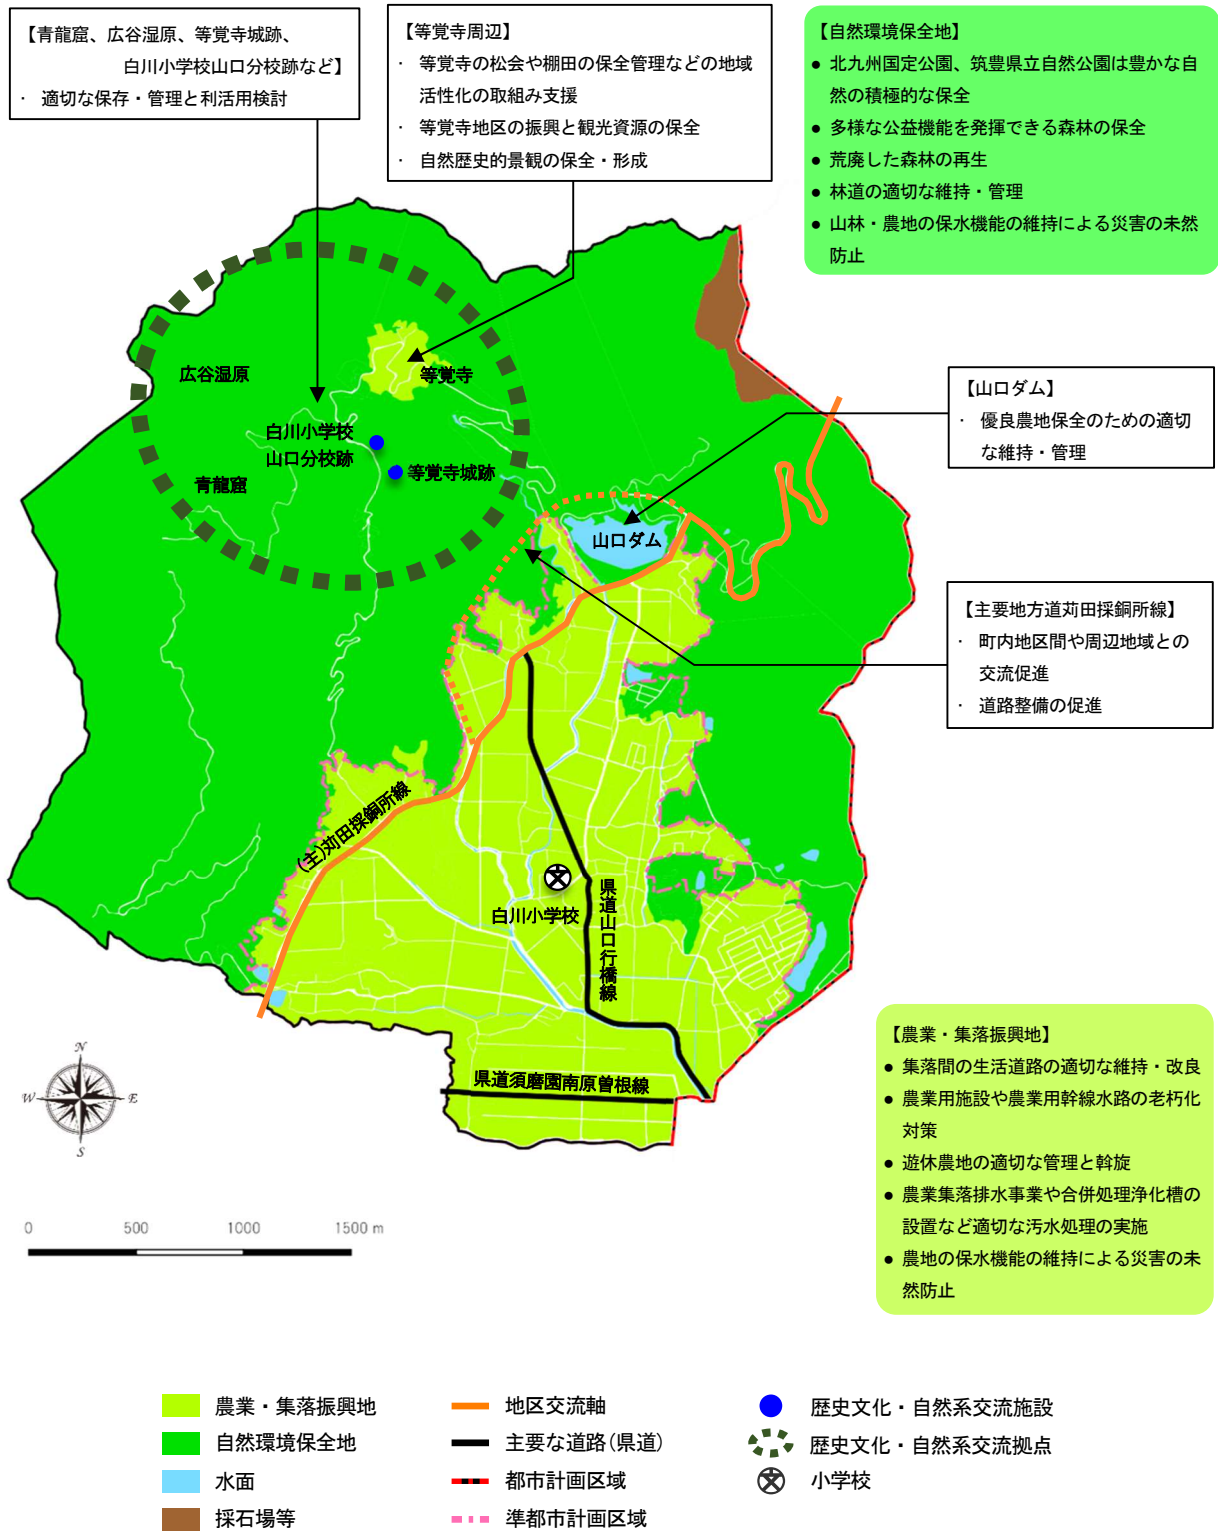 【青龍窟、広谷湿原、等覚寺城跡、
白川小学校山口分校跡など】
· 適切な保存・管理と利活用検討
【等覚寺周辺】
· 等覚寺の松会や棚田の保全管理などの地域
活性化の取組み支援
· 等覚寺地区の振興と観光資源の保全
· 自然歴史的景観の保全・形成
【自然環境保全地】
● 北九州国定公園、筑豊県立自然公園は豊かな自
然の積極的な保全
● 多様な公益機能を発揮できる森林の保全
● 荒廃した森林の再生
● 林道の適切な維持・管理
● 山林・農地の保水機能の維持による災害の未然
防止
広谷湿原
等覚寺
白川小学校
山口分校跡
等覚寺城跡
青龍窟
山口ダム
【山口ダム】
· 優良農地保全のための適切
な維持・管理
【主要地方道苅田採銅所線】
· 町内地区間や周辺地域との
交流促進
· 道路整備の促進
(主)苅田採銅所線
白川小学校
県道山口行橋線
県道須磨園南原曽根線
【農業・集落振興地】
● 集落間の生活道路の適切な維持・改良
● 農業用施設や農業用幹線水路の老朽化
対策
● 遊休農地の適切な管理と斡旋
● 農業集落排水事業や合併処理浄化槽の
設置など適切な汚水処理の実施
● 農地の保水機能の維持による災害の未
然防止
N
W
E
S
0 500 1000 1500 m
農業・集落振興地
自然環境保全地
水面
採石場等
地区交流軸
主要な道路(県道)
都市計画区域
準都市計画区域
歴史文化・自然系交流施設
歴史文化・自然系交流拠点
小学校